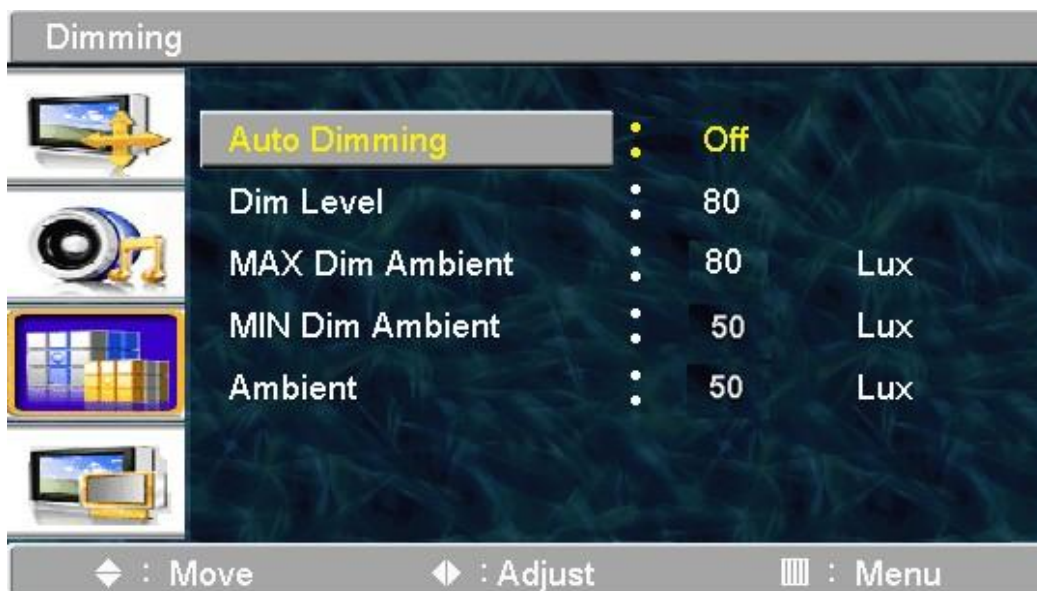 Dimming
Auto Dimming : Off
Dim Level : 80
MAX Dim Ambient : 80 Lux
MIN Dim Ambient : 50 Lux
Ambient : 50 Lux
: Move : Adjust : Menu